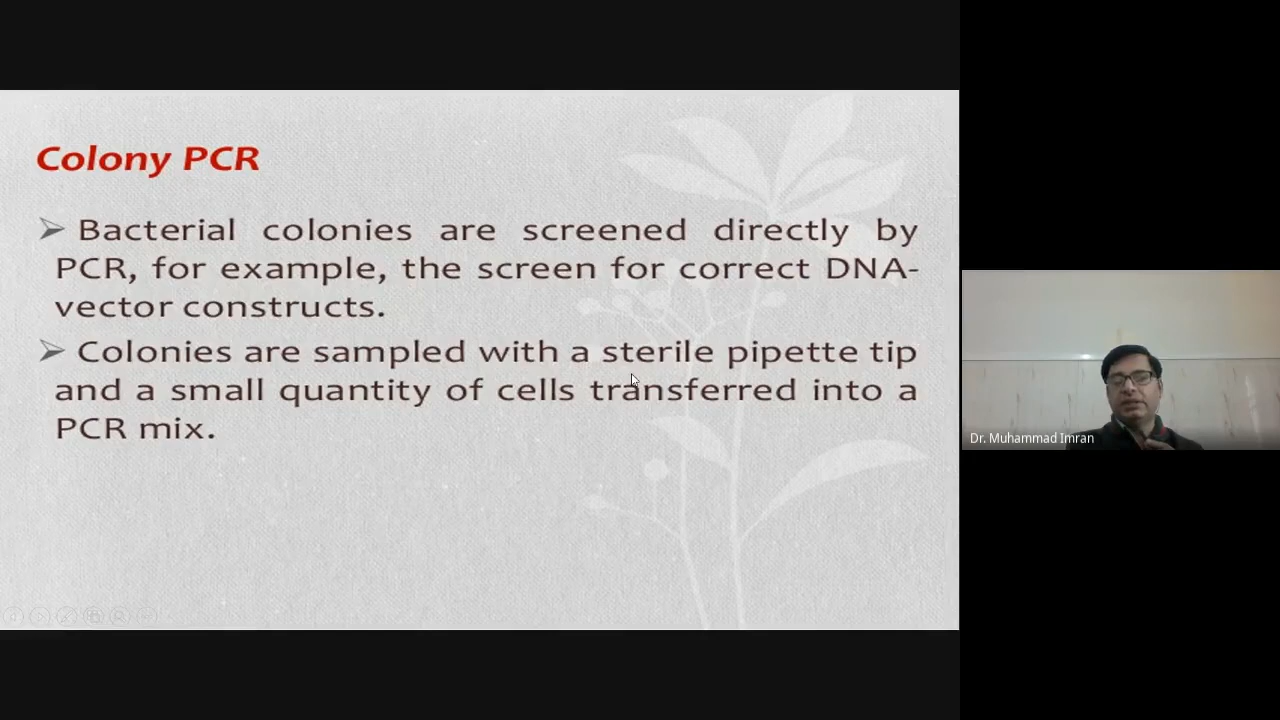 Colony PCR
➢ Bacterial colonies are screened directly by
PCR, for example, the screen for correct DNA-
vector constructs.
➢ Colonies are sampled with a sterile pipette tip
and a small quantity of cells transferred into a
PCR mix.
Dr. Muhammad Imran